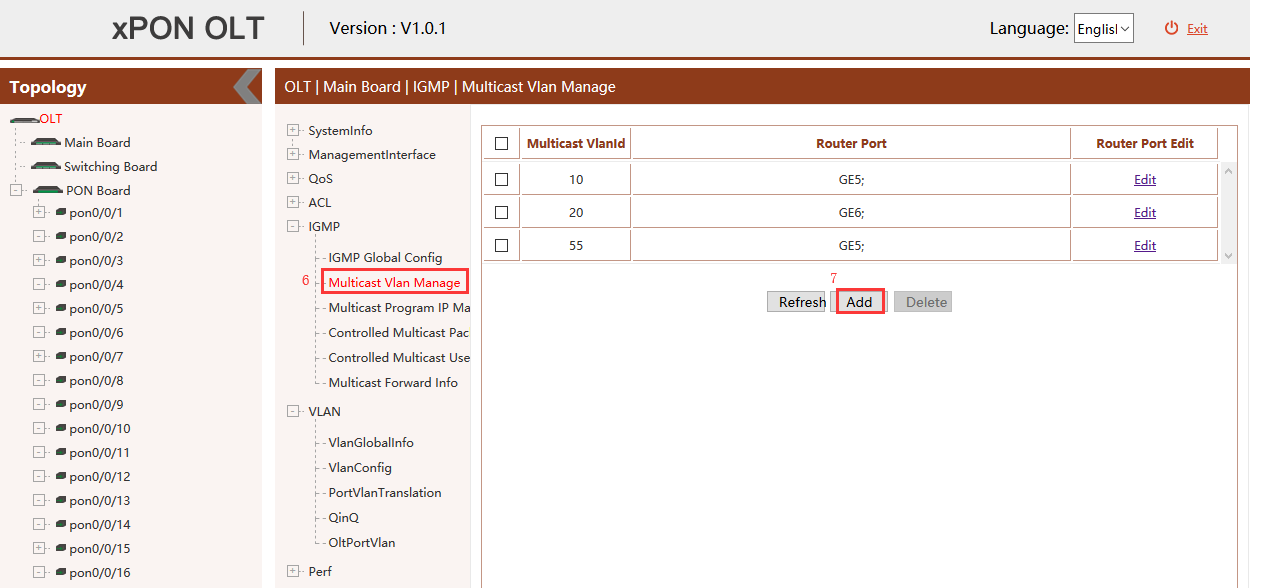 xPON OLT Version : V1.0.1 Language: Englisl Exit
Topology
OLT
Main Board
Switching Board
PON Board
pon0/0/1
pon0/0/2
pon0/0/3
pon0/0/4
pon0/0/5
pon0/0/6
pon0/0/7
pon0/0/8
pon0/0/9
pon0/0/10
pon0/0/11
pon0/0/12
pon0/0/13
pon0/0/14
pon0/0/15
pon0/0/16
OLT | Main Board | IGMP | Multicast Vlan Manage
SystemInfo
ManagementInterface
QoS
ACL
IGMP
IGMP Global Config
6 Multicast Vlan Manage
Multicast Program IP Ma
Controlled Multicast Pac
Controlled Multicast Use
Multicast Forward Info
VLAN
VlanGlobalInfo
VlanConfig
PortVlanTranslation
QinQ
OltPortVlan
Perf
Multicast VlanId Router Port Router Port Edit
10 GE5; Edit
20 GE6; Edit
55 GE5; Edit
7
Refresh Add Delete